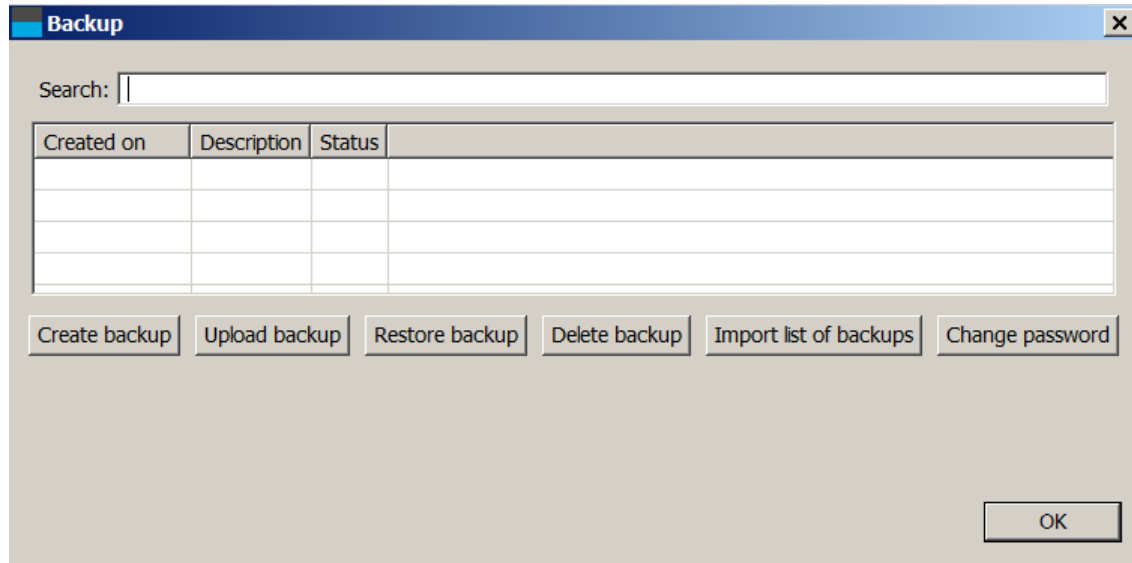 Backup
Search:
Created on Description Status
Create backup Upload backup Restore backup Delete backup Import list of backups Change password
OK